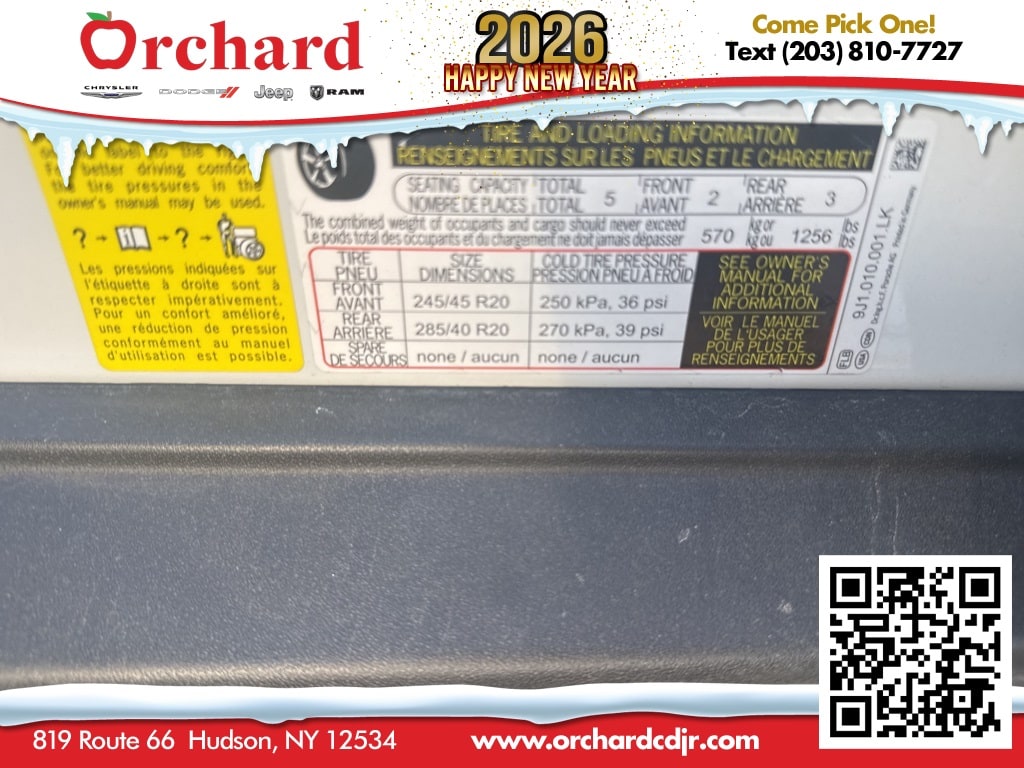 Orchard
CHRYSLER DODGE Jeep RAM
2026
HAPPY NEW YEAR
Come Pick One!
Text (203) 810-7727
For better driving comfort,
the tire pressures in the
owner's manual may be used.
? → → ? →
Les pressions indiquées sur
l'étiquette à droite sont à
respecter impérativement.
Pour un confort amélioré,
une réduction de pression
conformément au manuel
d'utilisation est possible.
TIRE AND LOADING INFORMATION
RENSEIGNEMENTS SUR LES PNEUS ET LE CHARGEMENT
SEATING CAPACITY TOTAL 5 FRONT 2 REAR 3
NOMBRE DE PLACES TOTAL AVANT ARRIÈRE
The combined weight of occupants and cargo should never exceed 570 kg or 1256 lbs
Le poids total des occupants et du chargement ne doit jamais dépasser kg ou lbs
TIRE SIZE COLD TIRE PRESSURE
PNEU DIMENSIONS PRESSION PNEU A FROID
FRONT
AVANT 245/45 R20 250 kPa, 36 psi
REAR
ARRIÈRE 285/40 R20 270 kPa, 39 psi
SPARE
DE SECOURS none / aucun none / aucun
SEE OWNER'S
MANUAL FOR
ADDITIONAL
INFORMATION
VOIR LE MANUEL
DE L'USAGER
POUR PLUS DE
RENSEIGNEMENTS
9J1.010.001.LK
819 Route 66 Hudson, NY 12534
www.orchardcdjr.com